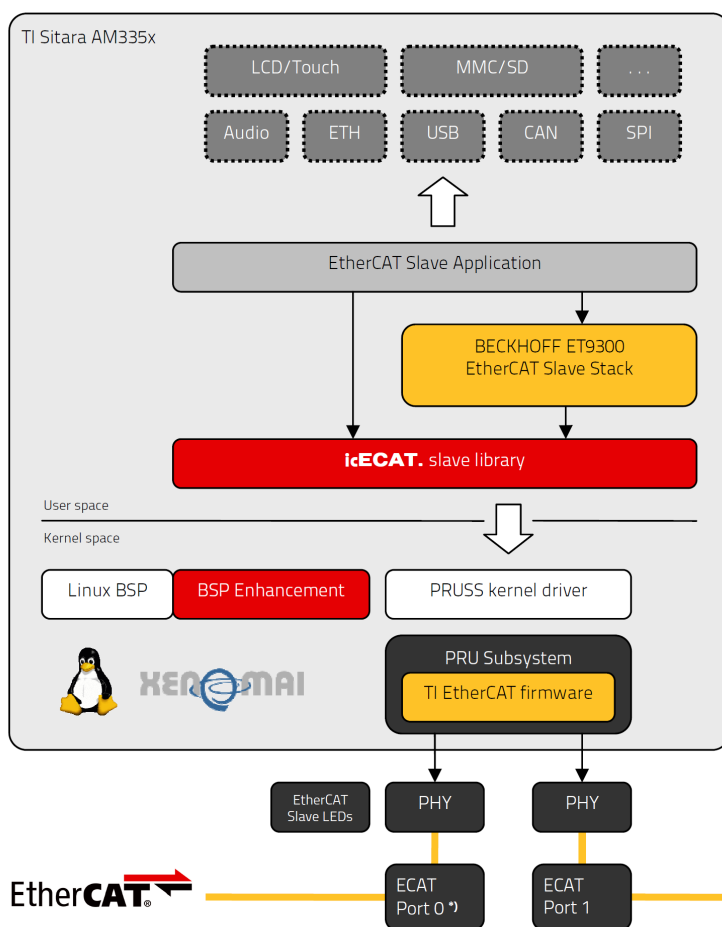 TI Sitara AM335x
LCD/Touch
MMC/SD
. . .
Audio
ETH
USB
CAN
SPI
EtherCAT Slave Application
BECKHOFF ET9300
EtherCAT Slave Stack
icECAT. slave library
User space
Kernel space
Linux BSP
BSP Enhancement
PRUSS kernel driver
PRU Subsystem
TI EtherCAT firmware
XENOMAI
EtherCAT
Slave LEDs
PHY
PHY
EtherCAT®
ECAT
Port 0 *)
ECAT
Port 1